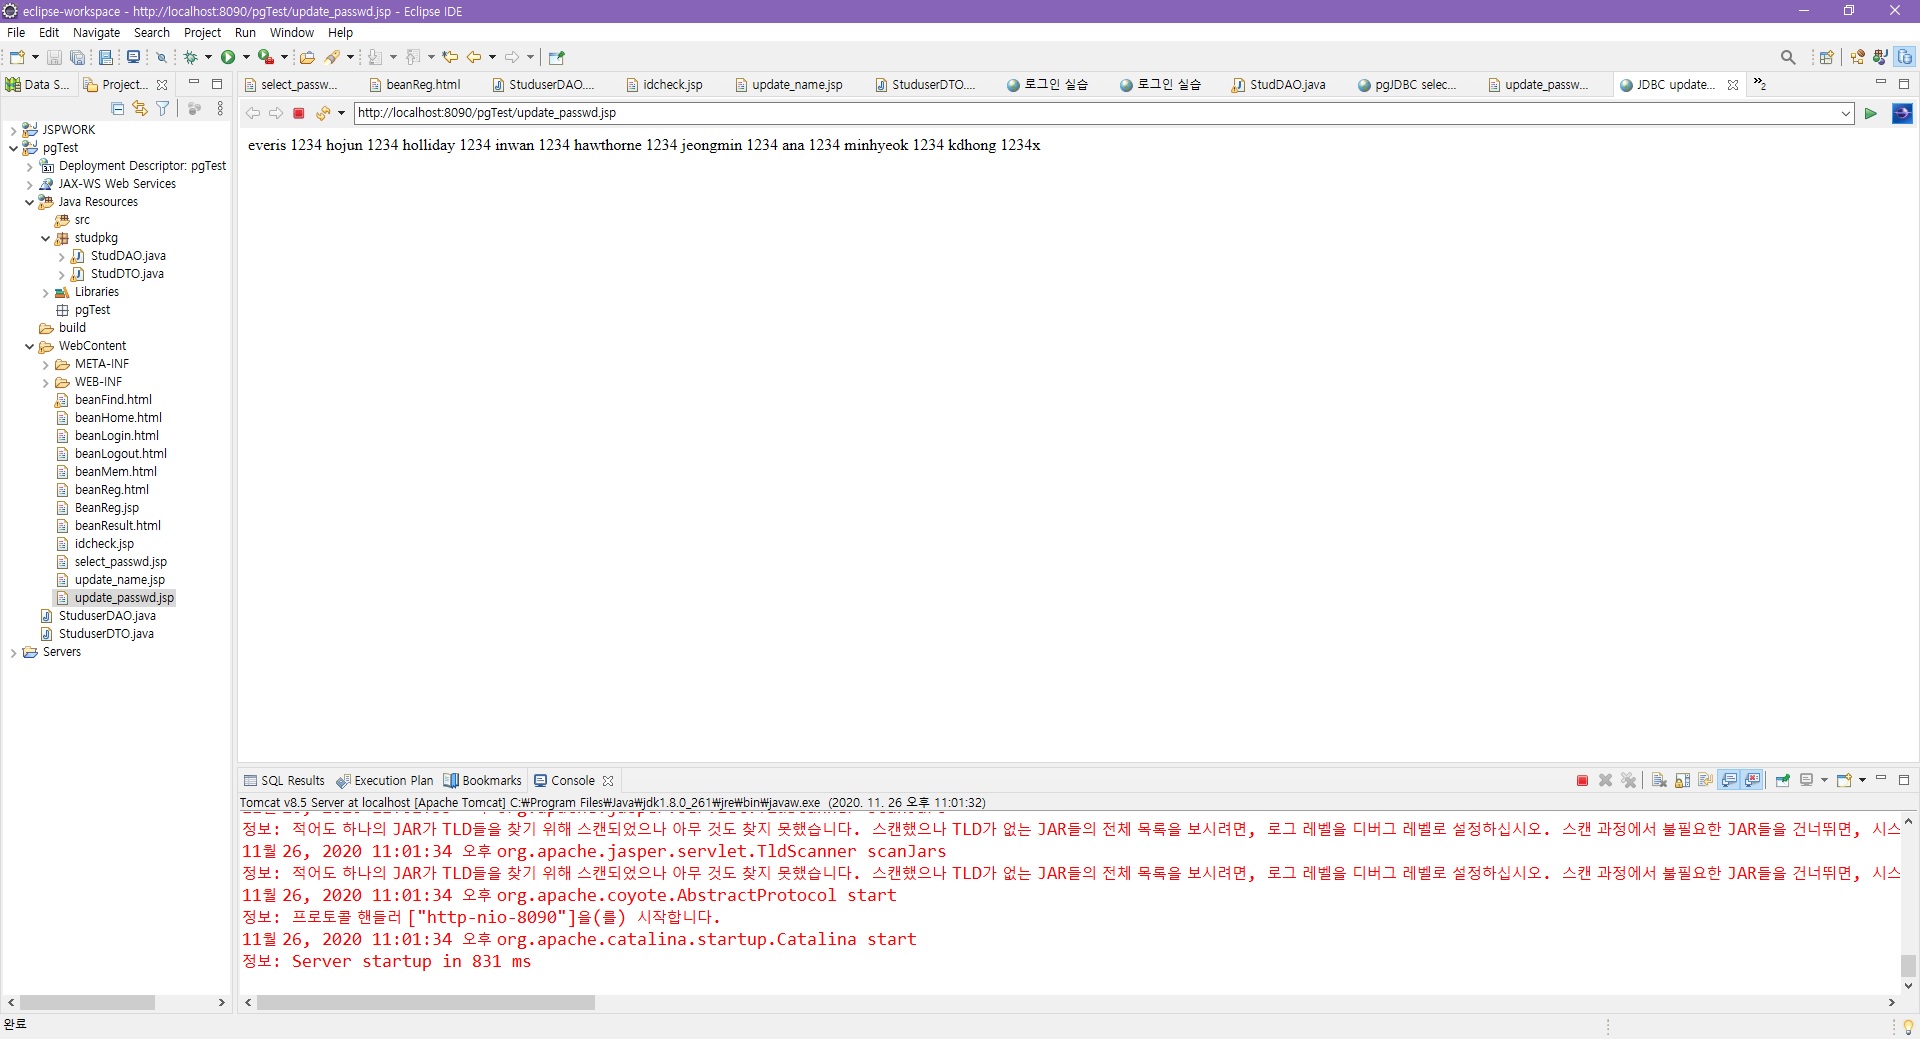 eclipse-workspace - http://localhost:8090/pgTest/update_passwd.jsp - Eclipse IDE
File Edit Navigate Search Project Run Window Help
Data S... Project...
select_passw... beanReg.html StuduserDAO.... idcheck.jsp update_name.jsp StuduserDTO.... 로그인 실습 로그인 실습 StudDAO.java pgJDBC selec... update_passw... JDBC update... »2
http://localhost:8090/pgTest/update_passwd.jsp
everis 1234 hojun 1234 holliday 1234 inwan 1234 hawthorne 1234 jeongmin 1234 ana 1234 minhyeok 1234 kdhong 1234x
JSPWORK
pgTest
Deployment Descriptor: pgTest
JAX-WS Web Services
Java Resources
src
studpkg
StudDAO.java
StudDTO.java
Libraries
pgTest
build
WebContent
META-INF
WEB-INF
beanFind.html
beanHome.html
beanLogin.html
beanLogout.html
beanMem.html
beanReg.html
BeanReg.jsp
beanResult.html
idcheck.jsp
select_passwd.jsp
update_name.jsp
update_passwd.jsp
StuduserDAO.java
StuduserDTO.java
Servers
SQL Results Execution Plan Bookmarks Console
Tomcat v8.5 Server at localhost [Apache Tomcat] C:₩Program Files₩Java₩jdk1.8.0_261₩jre₩bin₩javaw.exe (2020. 11. 26 오후 11:01:32)
정보: 적어도 하나의 JAR가 TLD들을 찾기 위해 스캔되었으나 아무 것도 찾지 못했습니다. 스캔했으나 TLD가 없는 JAR들의 전체 목록을 보시려면, 로그 레벨을 디버그 레벨로 설정하십시오. 스캔 과정에서 불필요한 JAR들을 건너뛰면, 시스
11월 26, 2020 11:01:34 오후 org.apache.jasper.servlet.TldScanner scanJars
정보: 적어도 하나의 JAR가 TLD들을 찾기 위해 스캔되었으나 아무 것도 찾지 못했습니다. 스캔했으나 TLD가 없는 JAR들의 전체 목록을 보시려면, 로그 레벨을 디버그 레벨로 설정하십시오. 스캔 과정에서 불필요한 JAR들을 건너뛰면, 시스
11월 26, 2020 11:01:34 오후 org.apache.coyote.AbstractProtocol start
정보: 프로토콜 핸들러 ["http-nio-8090"]을(를) 시작합니다.
11월 26, 2020 11:01:34 오후 org.apache.catalina.startup.Catalina start
정보: Server startup in 831 ms
완료